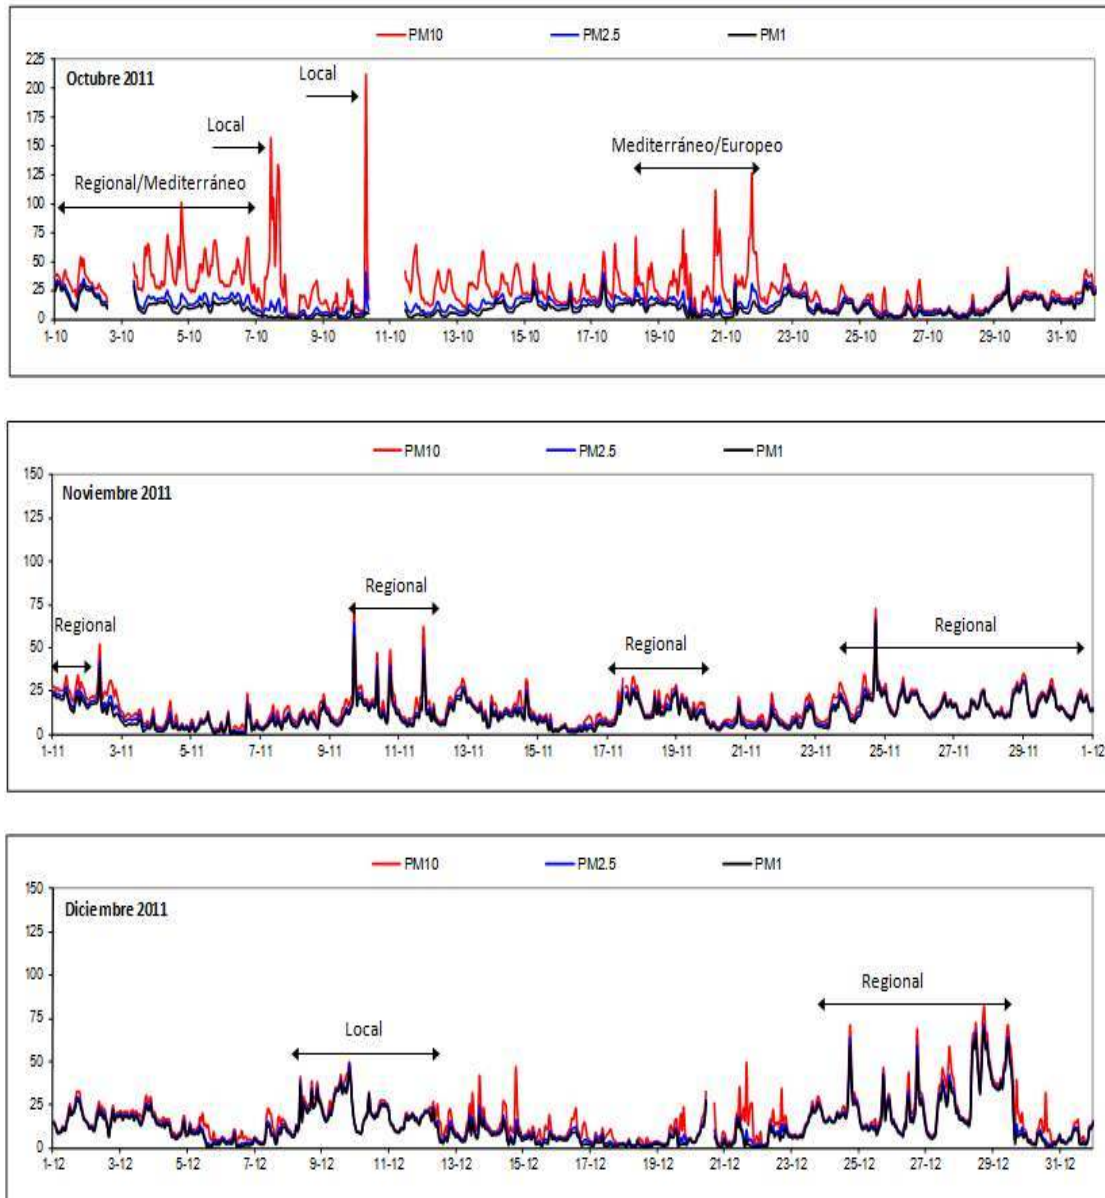 PM10 PM2.5 PM1
225
Octubre 2011
Local
200
175
Local
150
Mediterráneo/Europeo
125
Regional/Mediterráneo
100
75
50
25
0
1-10 3-10 5-10 7-10 9-10 11-10 13-10 15-10 17-10 19-10 21-10 23-10 25-10 27-10 29-10 31-10
PM10 PM2.5 PM1
150
Noviembre 2011
125
100
Regional
75
Regional Regional Regional
50
25
0
1-11 3-11 5-11 7-11 9-11 11-11 13-11 15-11 17-11 19-11 21-11 23-11 25-11 27-11 29-11 1-12
PM10 PM2.5 PM1
150
Diciembre 2011
125
100
Regional
75
Local
50
25
0
1-12 3-12 5-12 7-12 9-12 11-12 13-12 15-12 17-12 19-12 21-12 23-12 25-12 27-12 29-12 31-12